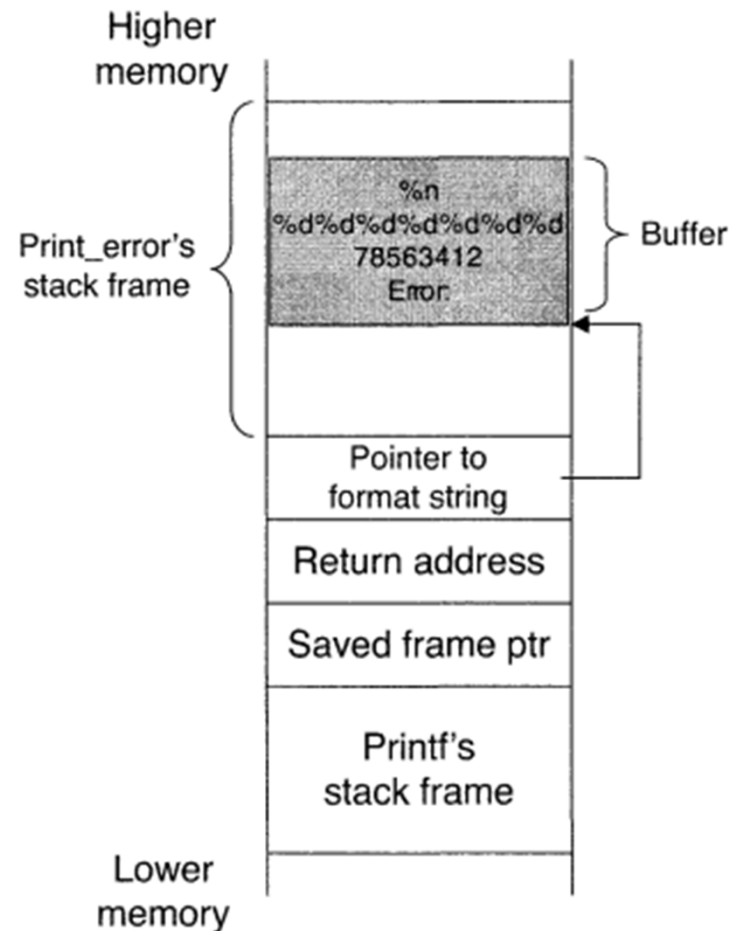 Higher
memory
%n
%d%d%d%d%d%d%d
78563412
Error:
Print_error's
stack frame
Buffer
Pointer to
format string
Return address
Saved frame ptr
Printf's
stack frame
Lower
memory